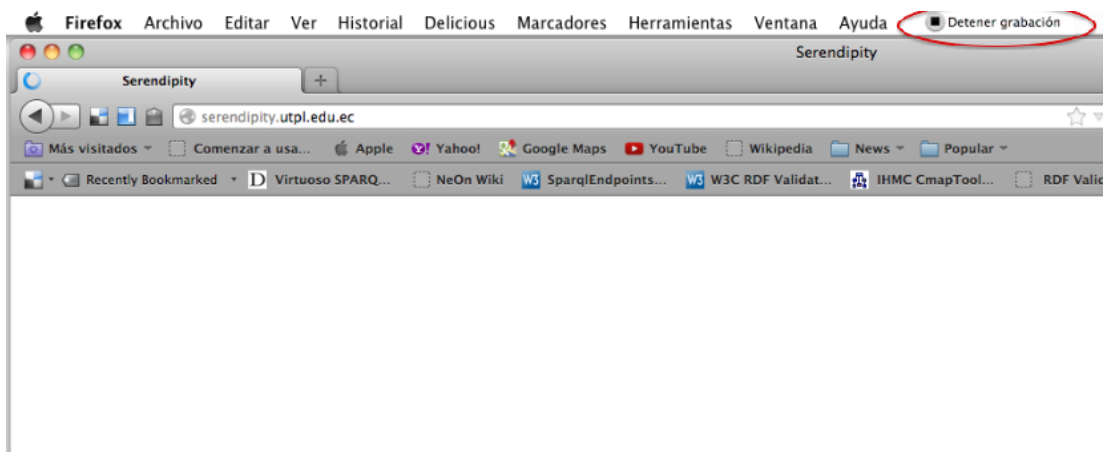 Firefox Archivo Editar Ver Historial Delicious Marcadores Herramientas Ventana Ayuda Detener grabación
Serendipity
Serendipity +
serendipity.utpl.edu.ec
Más visitados Comenzar a usa... Apple Yahoo! Google Maps YouTube Wikipedia News Popular
Recently Bookmarked D Virtuoso SPARQ... NeOn Wiki W3 SparqlEndpoints... W3 W3C RDF Validat... IHMC CmapTool... RDF Valid